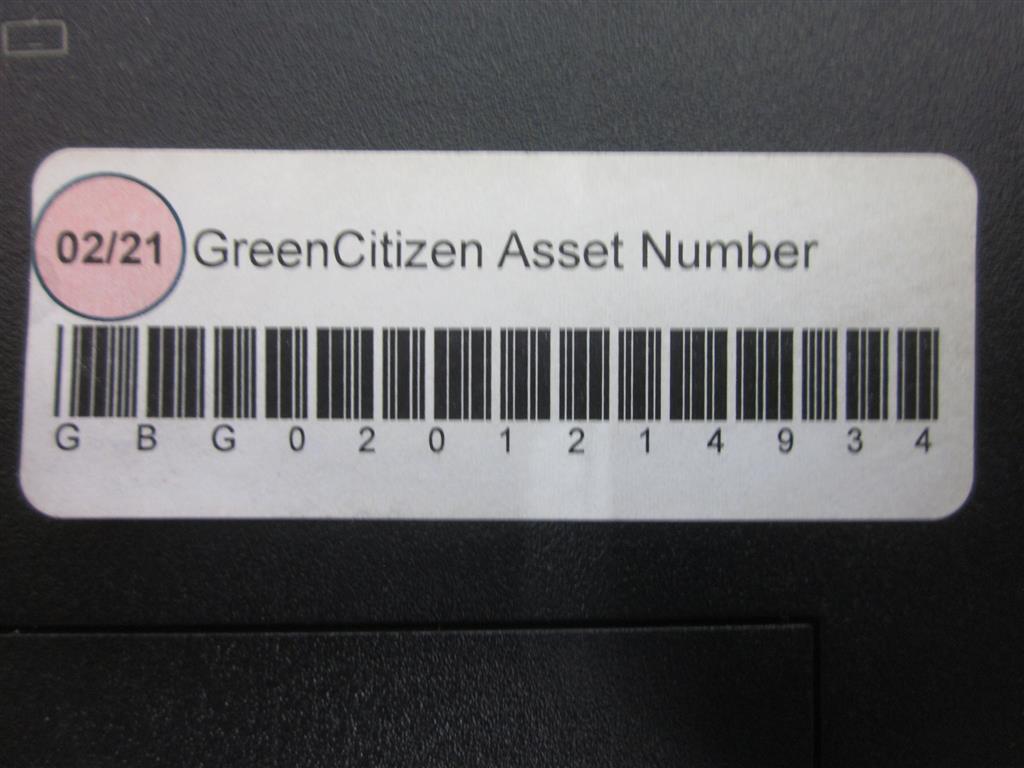 02/21 GreenCitizen Asset Number
G B G 0 2 0 1 2 1 4 9 3 4